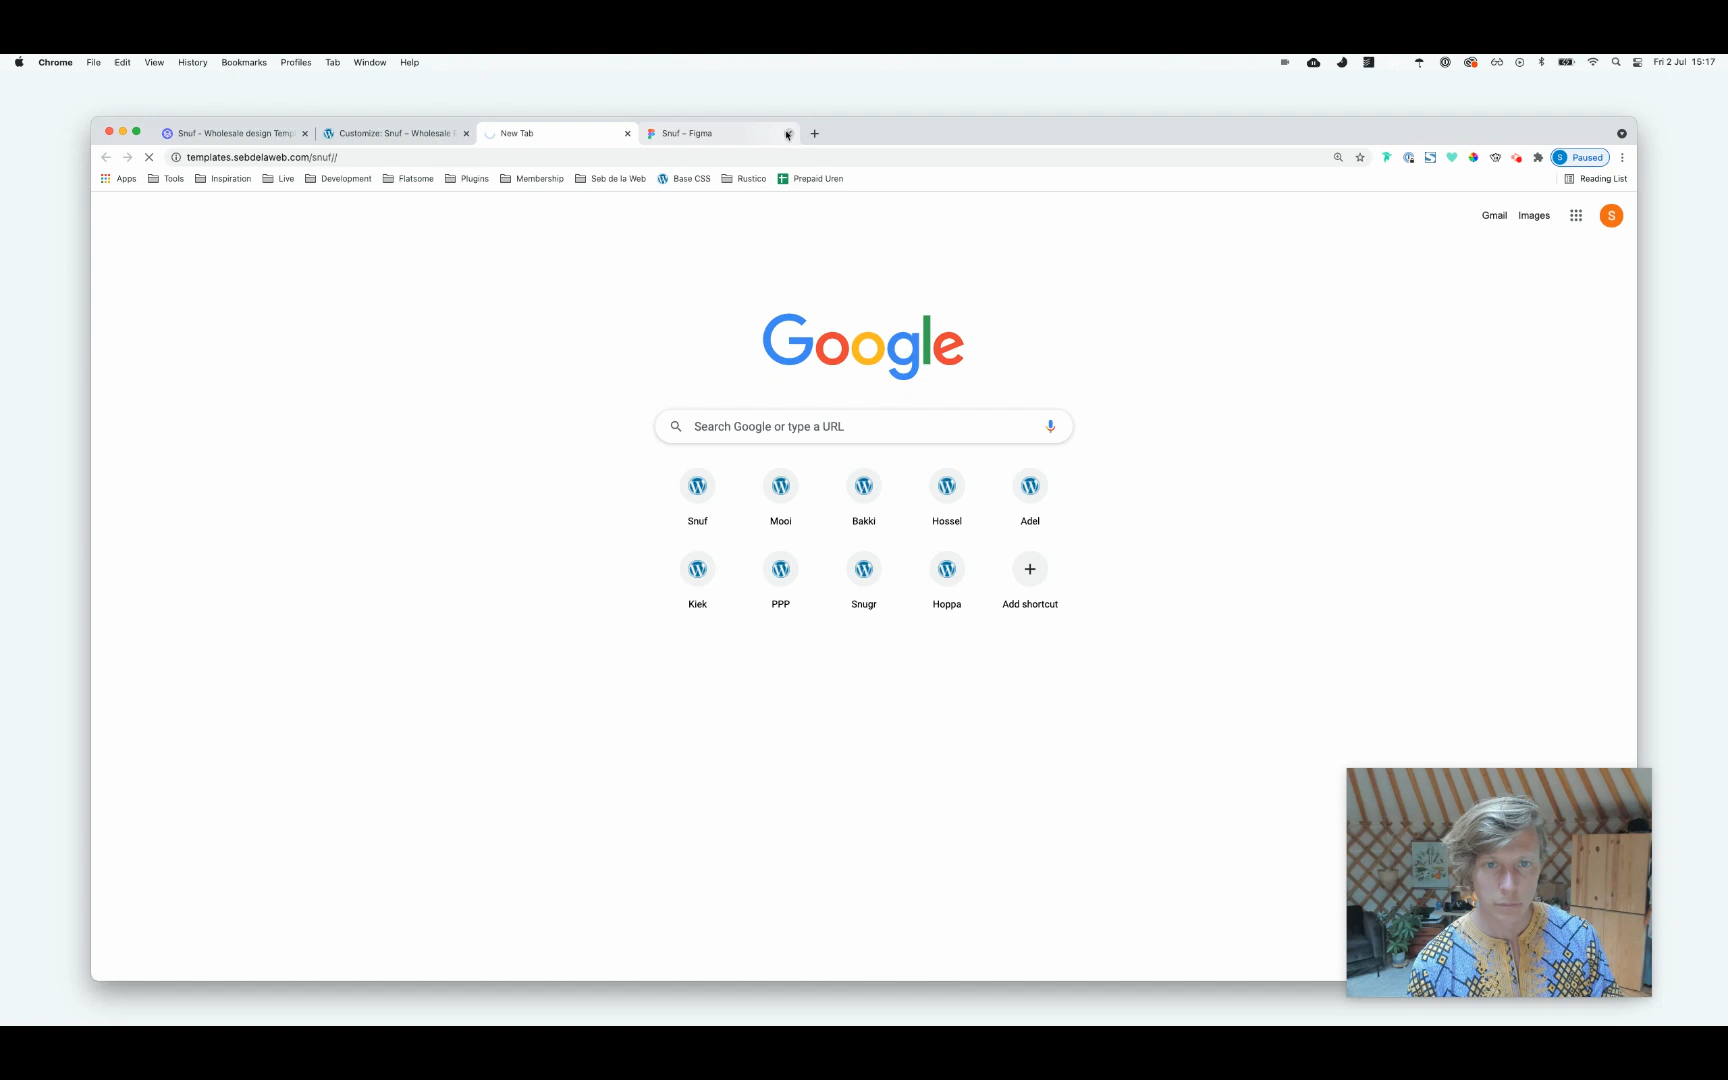 Chrome File Edit View History Bookmarks Profiles Tab Window Help Fri 2 Jul 15:17
Snuf - Wholesale design Templ Customize: Snuf – Wholesale New Tab Snuf – Figma
templates.sebdelaweb.com/snuf// S Paused
Apps Tools Inspiration Live Development Flatsome Plugins Membership Seb de la Web Base CSS Rustico Prepaid Uren Reading List
Gmail Images S
Google
Search Google or type a URL
Snuf Mooi Bakki Hossel Adel
Kiek PPP Snugr Hoppa Add shortcut